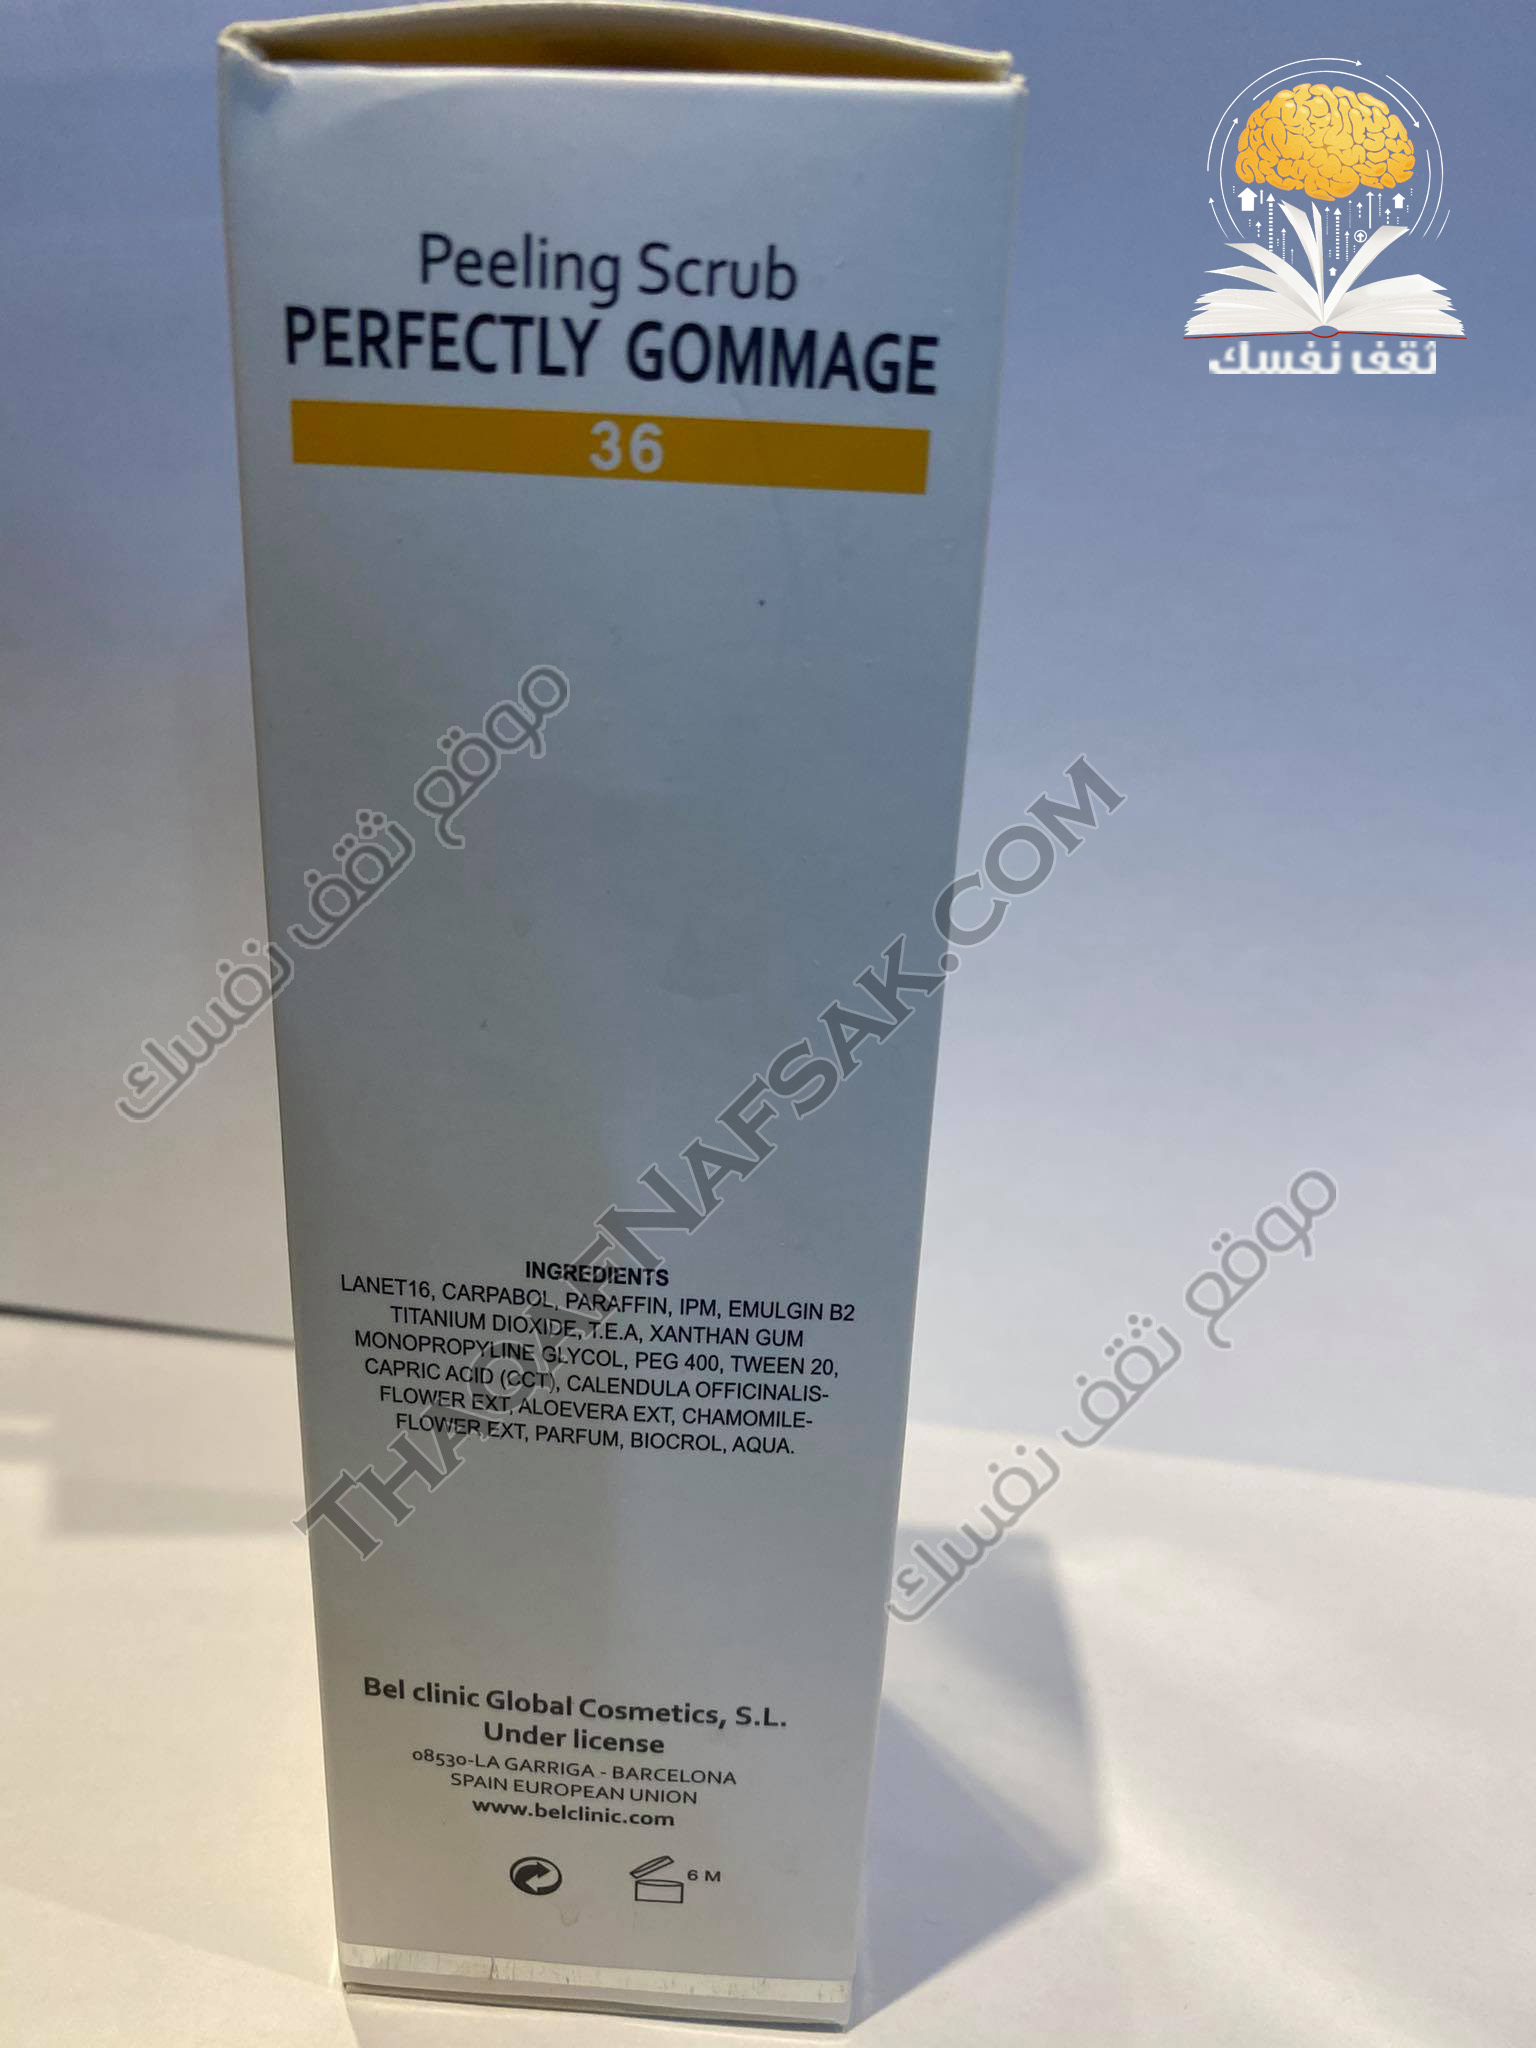 ثقف نفسك
Peeling Scrub
PERFECTLY GOMMAGE
36
موقع ثقف نفسك
THAQAFNAFSAK.COM
موقع ثقف نفسك
INGREDIENTS
LANET16, CARPABOL, PARAFFIN, IPM, EMULGIN B2
TITANIUM DIOXIDE, T.E.A, XANTHAN GUM
MONOPROPYLINE GLYCOL, PEG 400, TWEEN 20,
CAPRIC ACID (CCT), CALENDULA OFFICINALIS-
FLOWER EXT, ALOEVERA EXT, CHAMOMILE-
FLOWER EXT, PARFUM, BIOCROL, AQUA.
Bel clinic Global Cosmetics, S.L.
Under license
08530-LA GARRIGA - BARCELONA
SPAIN EUROPEAN UNION
www.belclinic.com
6 M